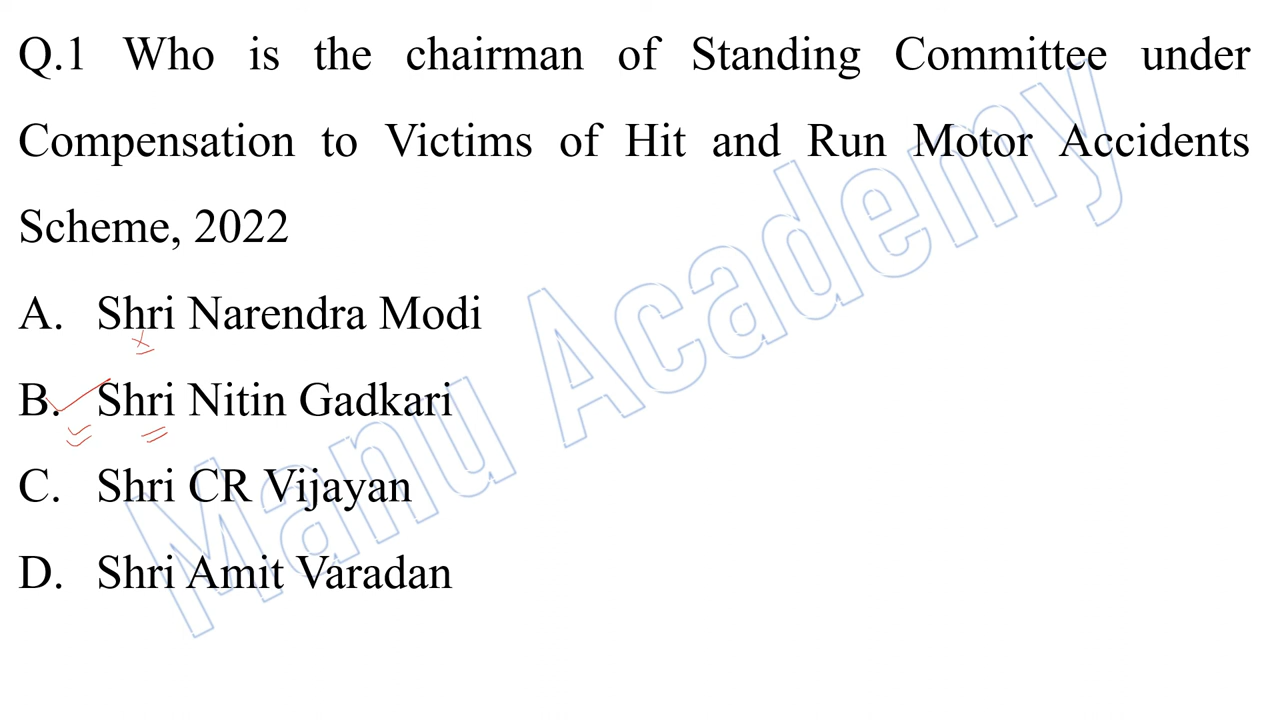 Q.1 Who is the chairman of Standing Committee under
Compensation to Victims of Hit and Run Motor Accidents
Scheme, 2022
A. Shri Narendra Modi
B. Shri Nitin Gadkari
C. Shri CR Vijayan
D. Shri Amit Varadan
Manu Academy